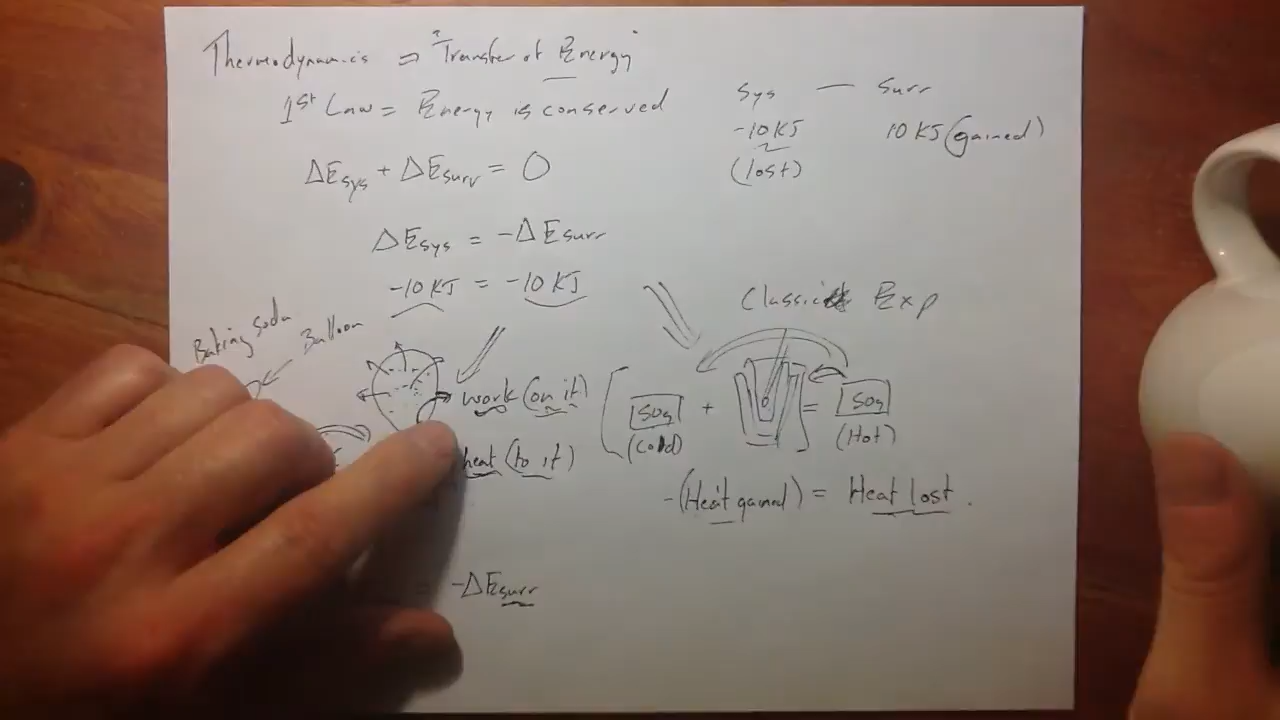 Thermodynamics ⇒ "Transfer of Energy"
1st Law = Energy is conserved
Sys — Surr
-10 KJ 10 KJ (gained)
(lost)
ΔEsys + ΔEsurr = 0
ΔEsys = -ΔEsurr
-10 KJ = -10 KJ
Classic Exp
Baking Soda
Balloon
work (on it)
heat (to it)
50g + = 50g
(Cold) (Hot)
-(Heat gained) = Heat lost.
= -ΔEsurr